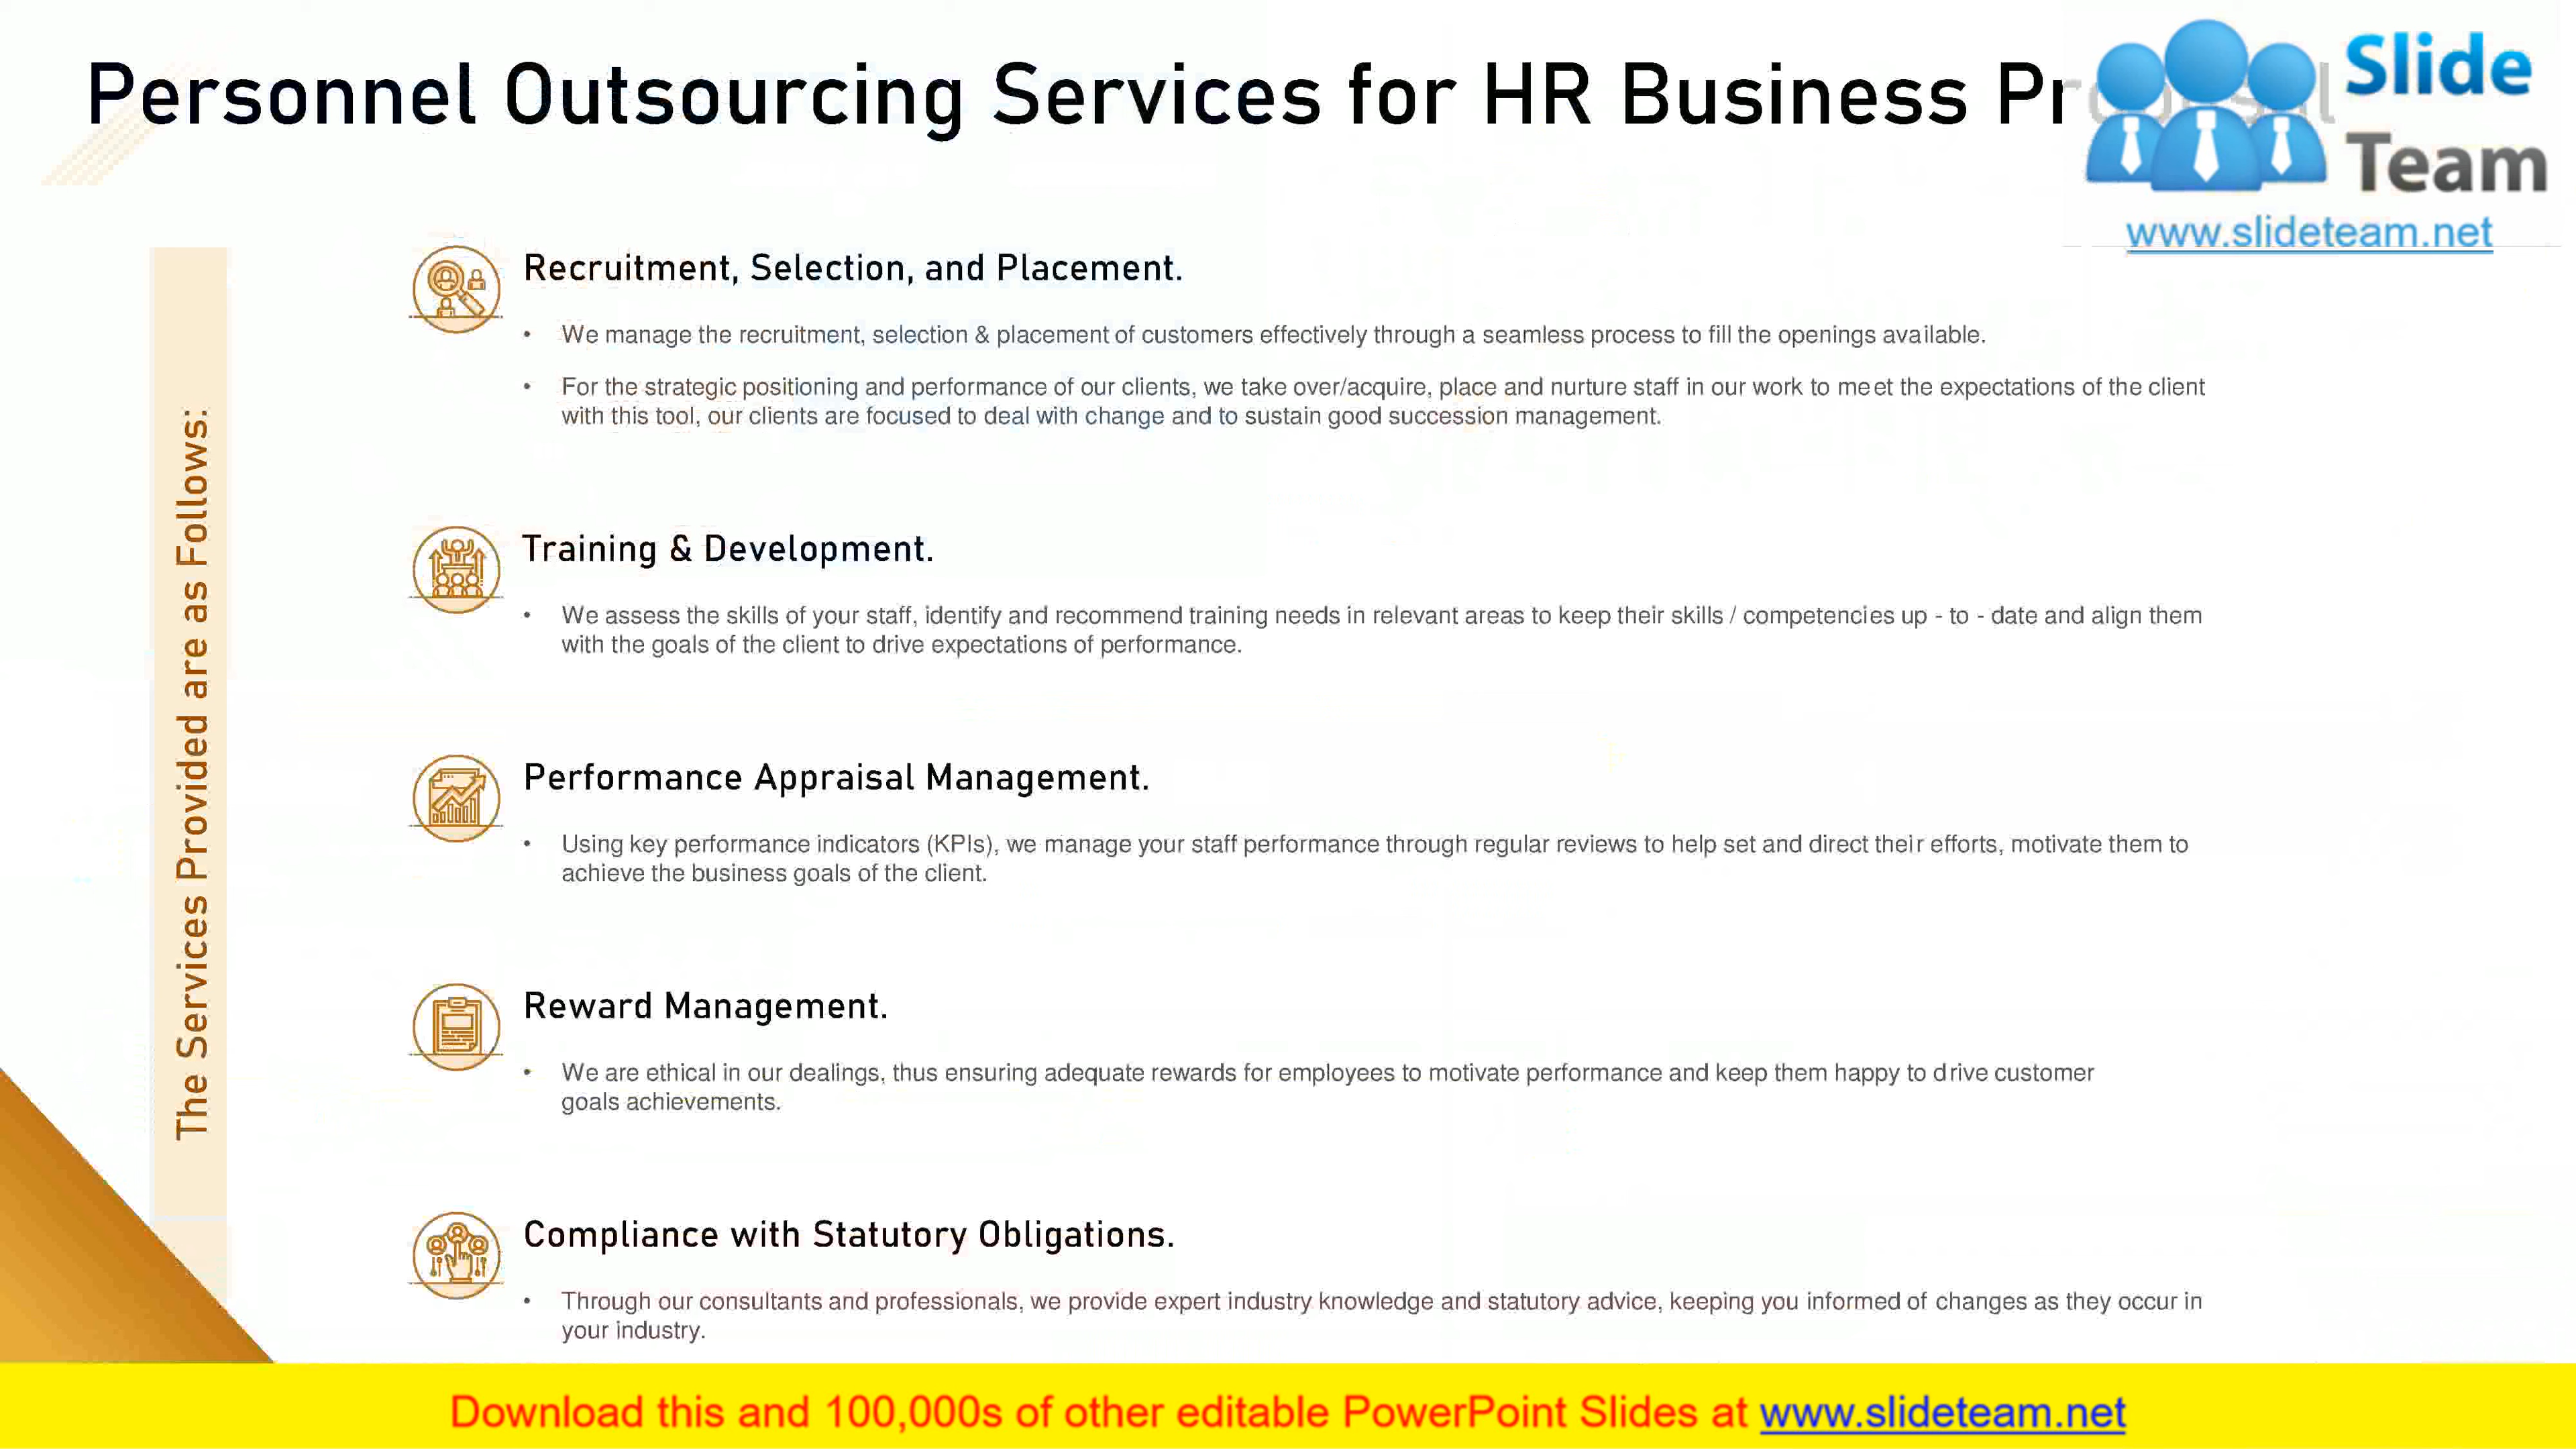 Personnel Outsourcing Services for HR Business Proposal
Slide
Team
www.slideteam.net
The Services Provided are as Follows:
Recruitment, Selection, and Placement.
• We manage the recruitment, selection & placement of customers effectively through a seamless process to fill the openings available.
• For the strategic positioning and performance of our clients, we take over/acquire, place and nurture staff in our work to meet the expectations of the client
with this tool, our clients are focused to deal with change and to sustain good succession management.
Training & Development.
• We assess the skills of your staff, identify and recommend training needs in relevant areas to keep their skills / competencies up - to - date and align them
with the goals of the client to drive expectations of performance.
Performance Appraisal Management.
• Using key performance indicators (KPIs), we manage your staff performance through regular reviews to help set and direct their efforts, motivate them to
achieve the business goals of the client.
Reward Management.
• We are ethical in our dealings, thus ensuring adequate rewards for employees to motivate performance and keep them happy to drive customer
goals achievements.
Compliance with Statutory Obligations.
• Through our consultants and professionals, we provide expert industry knowledge and statutory advice, keeping you informed of changes as they occur in
your industry.
Download this and 100,000s of other editable PowerPoint Slides at www.slideteam.net